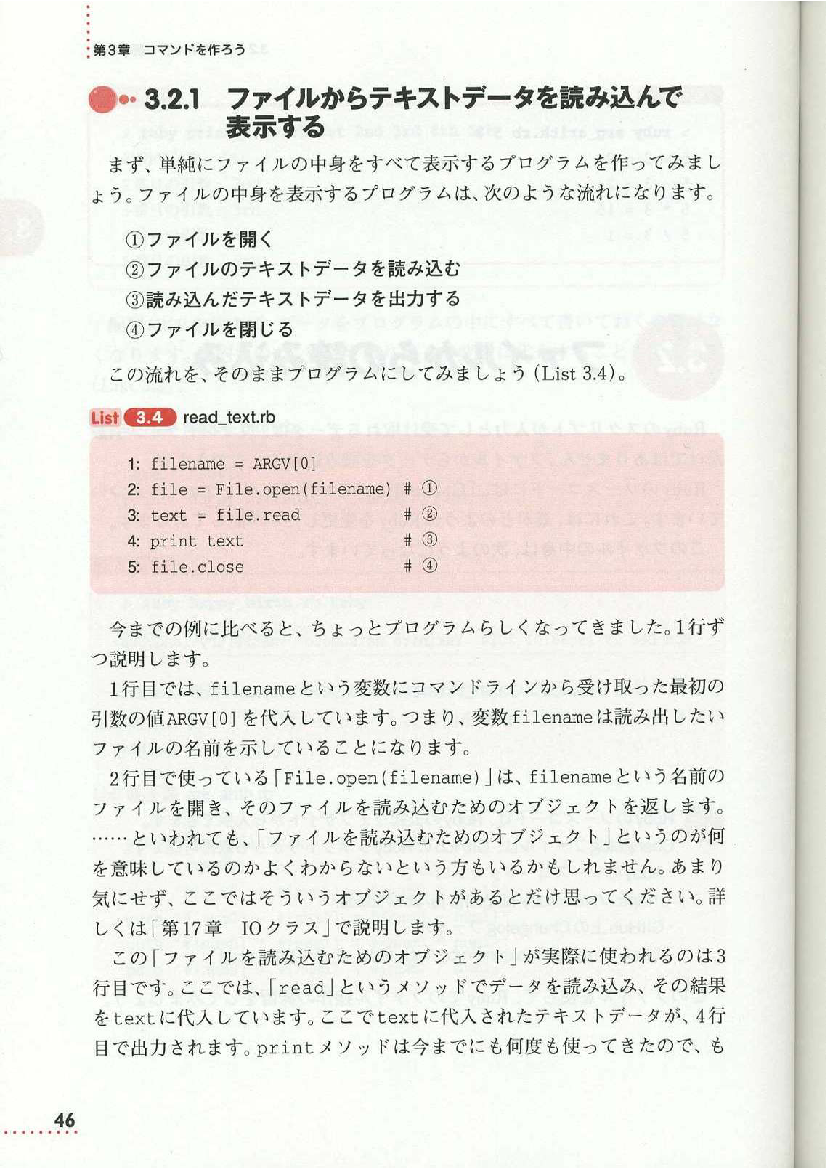 第3章　コマンドを作ろう
3.2.1　ファイルからテキストデータを読み込んで
表示する
まず、単純にファイルの中身をすべて表示するプログラムを作ってみまし
ょう。ファイルの中身を表示するプログラムは、次のような流れになります。
①ファイルを開く
②ファイルのテキストデータを読み込む
③読み込んだテキストデータを出力する
④ファイルを閉じる
この流れを、そのままプログラムにしてみましょう(List 3.4)。
List 3.4 read_text.rb
1: filename = ARGV[0]
2: file = File.open(filename) # ①
3: text = file.read # ②
4: print text # ③
5: file.close # ④
今までの例に比べると、ちょっとプログラムらしくなってきました。1行ず
つ説明します。
1行目では、filenameという変数にコマンドラインから受け取った最初の
引数の値ARGV[0]を代入しています。つまり、変数filenameは読み出したい
ファイルの名前を示していることになります。
2行目で使っている「File.open(filename)」は、filenameという名前の
ファイルを開き、そのファイルを読み込むためのオブジェクトを返します。
……といわれても、「ファイルを読み込むためのオブジェクト」というのが何
を意味しているのかよくわからないという方もいるかもしれません。あまり
気にせず、ここではそういうオブジェクトがあるとだけ思ってください。詳
しくは「第17章　IOクラス」で説明します。
この「ファイルを読み込むためのオブジェクト」が実際に使われるのは3
行目です。ここでは、「read」というメソッドでデータを読み込み、その結果
をtextに代入しています。ここでtextに代入されたテキストデータが、4行
目で出力されます。printメソッドは今までにも何度も使ってきたので、も
46